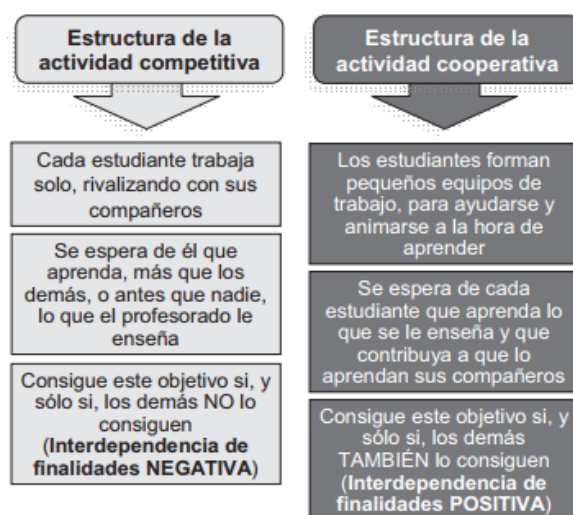 Estructura de la
actividad competitiva
Cada estudiante trabaja
solo, rivalizando con sus
compañeros
Se espera de él que
aprenda, más que los
demás, o antes que nadie,
lo que el profesorado le
enseña
Consigue este objetivo si, y
sólo si, los demás NO lo
consiguen
(Interdependencia de
finalidades NEGATIVA)
Estructura de la
actividad cooperativa
Los estudiantes forman
pequeños equipos de
trabajo, para ayudarse y
animarse a la hora de
aprender
Se espera de cada
estudiante que aprenda lo
que se le enseña y que
contribuya a que lo
aprendan sus compañeros
Consigue este objetivo si, y
sólo si, los demás
TAMBIÉN lo consiguen
(Interdependencia de
finalidades POSITIVA)